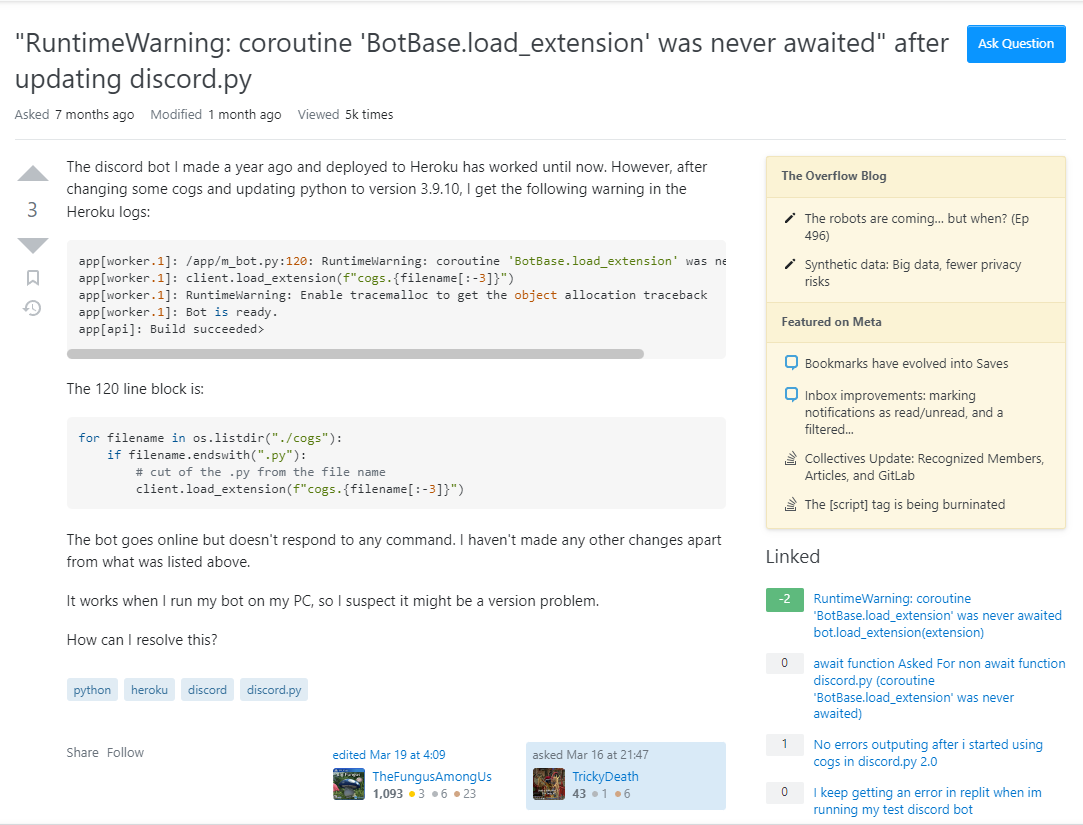 "RuntimeWarning: coroutine 'BotBase.load_extension' was never awaited" after
updating discord.py
Ask Question
Asked 7 months ago Modified 1 month ago Viewed 5k times
3
The discord bot I made a year ago and deployed to Heroku has worked until now. However, after
changing some cogs and updating python to version 3.9.10, I get the following warning in the
Heroku logs:
app[worker.1]: /app/m_bot.py:120: RuntimeWarning: coroutine 'BotBase.load_extension' was ne
app[worker.1]: client.load_extension(f"cogs.{filename[:-3]}")
app[worker.1]: RuntimeWarning: Enable tracemalloc to get the object allocation traceback
app[worker.1]: Bot is ready.
app[api]: Build succeeded>
The 120 line block is:
for filename in os.listdir("./cogs"):
    if filename.endswith(".py"):
        # cut of the .py from the file name
        client.load_extension(f"cogs.{filename[:-3]}")
The bot goes online but doesn't respond to any command. I haven't made any other changes apart
from what was listed above.
It works when I run my bot on my PC, so I suspect it might be a version problem.
How can I resolve this?
python heroku discord discord.py
Share Follow
edited Mar 19 at 4:09
TheFungusAmongUs
1,093 3 6 23
asked Mar 16 at 21:47
TrickyDeath
43 1 6
The Overflow Blog
The robots are coming... but when? (Ep
496)
Synthetic data: Big data, fewer privacy
risks
Featured on Meta
Bookmarks have evolved into Saves
Inbox improvements: marking
notifications as read/unread, and a
filtered...
Collectives Update: Recognized Members,
Articles, and GitLab
The [script] tag is being burninated
Linked
-2
RuntimeWarning: coroutine
'BotBase.load_extension' was never awaited
bot.load_extension(extension)
0
await function Asked For non await function
discord.py (coroutine
'BotBase.load_extension' was never
awaited)
1
No errors outputing after i started using
cogs in discord.py 2.0
0
I keep getting an error in replit when im
running my test discord bot